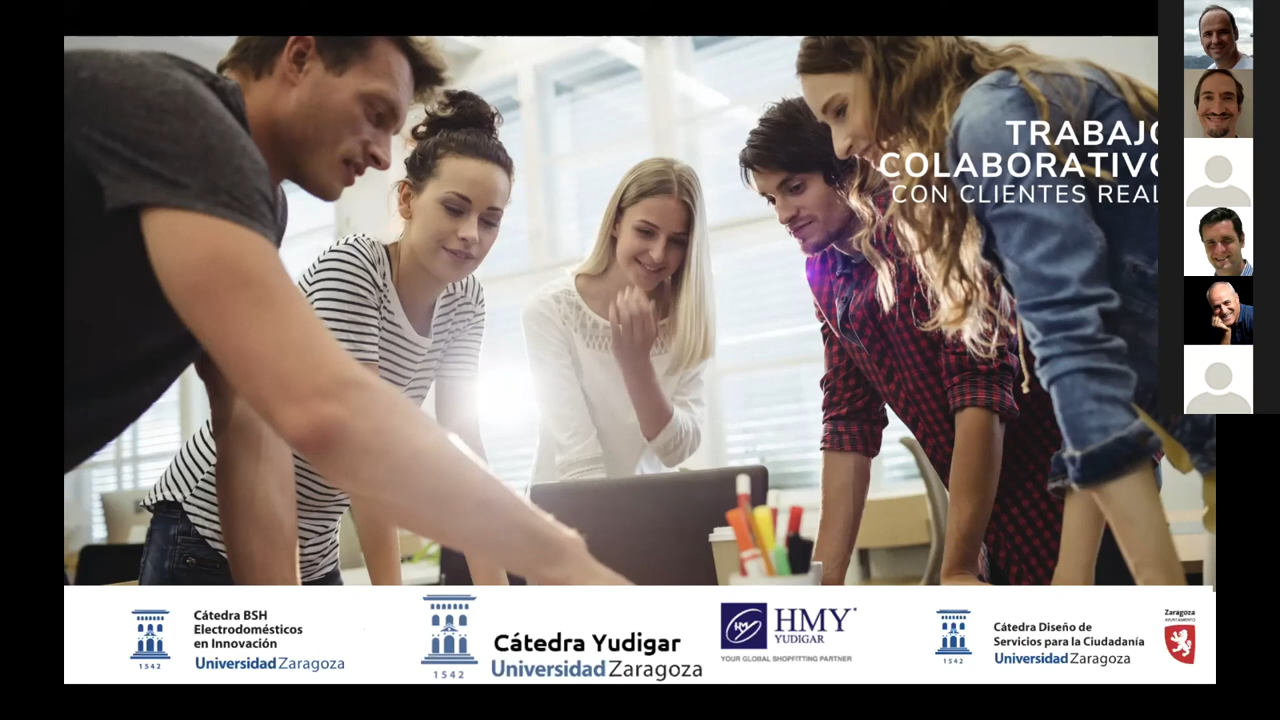 TRABAJO
COLABORATIVO
CON CLIENTES REAL
Cátedra BSH
Electrodomésticos
en Innovación
Universidad Zaragoza
1542
Cátedra Yudigar
Universidad Zaragoza
1542
HMY
YUDIGAR
YOUR GLOBAL SHOPFITTING PARTNER
Cátedra Diseño de
Servicios para la Ciudadanía
Universidad Zaragoza
1542
Zaragoza
AYUNTAMIENTO